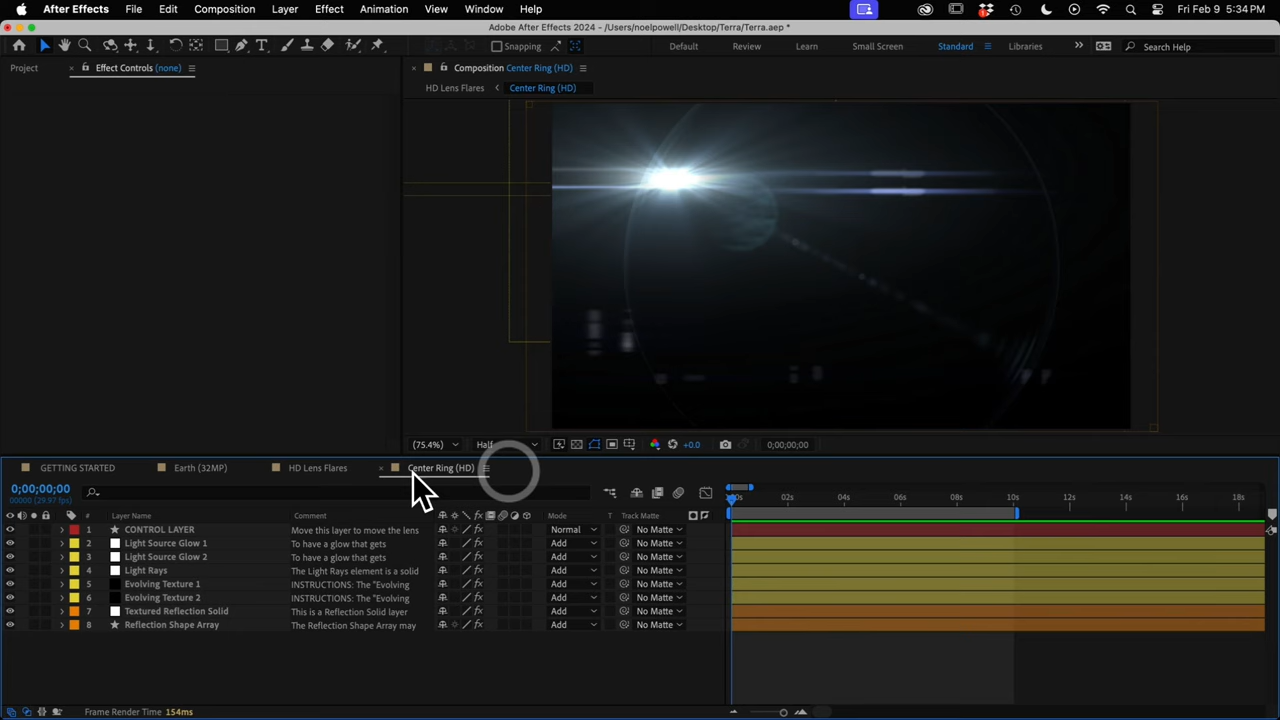 After Effects File Edit Composition Layer Effect Animation View Window Help Fri Feb 9 5:34 PM
Adobe After Effects 2024 - /Users/noelpowell/Desktop/Terra/Terra.aep *
Snapping Default Review Learn Small Screen Standard Libraries Search Help
Project × Effect Controls (none) × Composition Center Ring (HD)
HD Lens Flares Center Ring (HD)
(75.4%) Half +0.0 0;00;00;00
GETTING STARTED Earth (32MP) HD Lens Flares × Center Ring (HD)
0;00;00;00
00000 (29.97 fps)
:00s 02s 04s 06s 08s 10s 12s 14s 16s 18s
# Layer Name Comment Mode T Track Matte
1 CONTROL LAYER Move this layer to move the lens Normal No Matte
2 Light Source Glow 1 To have a glow that gets Add No Matte
3 Light Source Glow 2 To have a glow that gets Add No Matte
4 Light Rays The Light Rays element is a solid Add No Matte
5 Evolving Texture 1 INSTRUCTIONS: The "Evolving Add No Matte
6 Evolving Texture 2 INSTRUCTIONS: The "Evolving Add No Matte
7 Textured Reflection Solid This is a Reflection Solid layer Add No Matte
8 Reflection Shape Array The Reflection Shape Array may Add No Matte
Frame Render Time 154ms